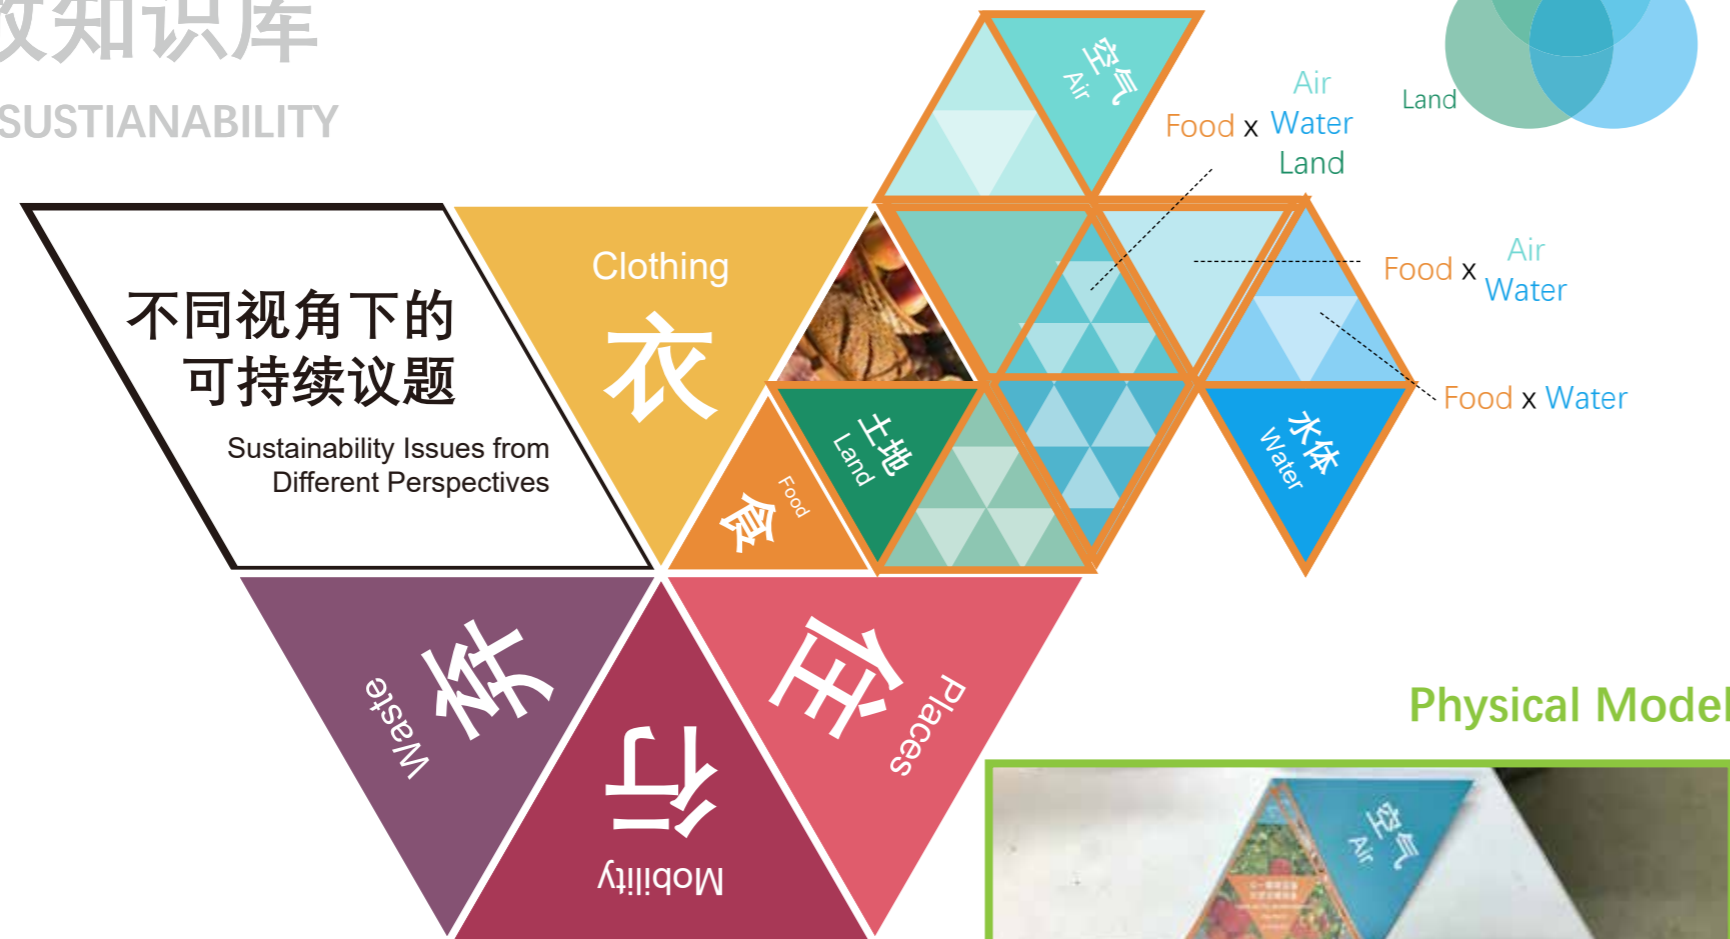 知识库
SUSTIANABILITY
不同视角下的
可持续议题
Sustainability Issues from
Different Perspectives
Clothing
衣
食
Food
土地
Land
空气
Air
水体
Water
Food x Air
Water
Land
Food x Air
Water
Food x Water
Land
弃
Waste
行
Mobility
住
Places
Physical Model
空气
Air